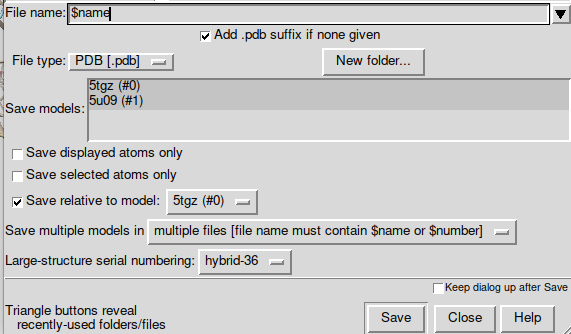 File name: $name
Add .pdb suffix if none given
File type: PDB [.pdb] New folder...
5tgz (#0)
Save models: 5u09 (#1)
Save displayed atoms only
Save selected atoms only
Save relative to model: 5tgz (#0)
Save multiple models in multiple files [file name must contain $name or $number]
Large-structure serial numbering: hybrid-36
Keep dialog up after Save
Triangle buttons reveal
recently-used folders/files
Save Close Help